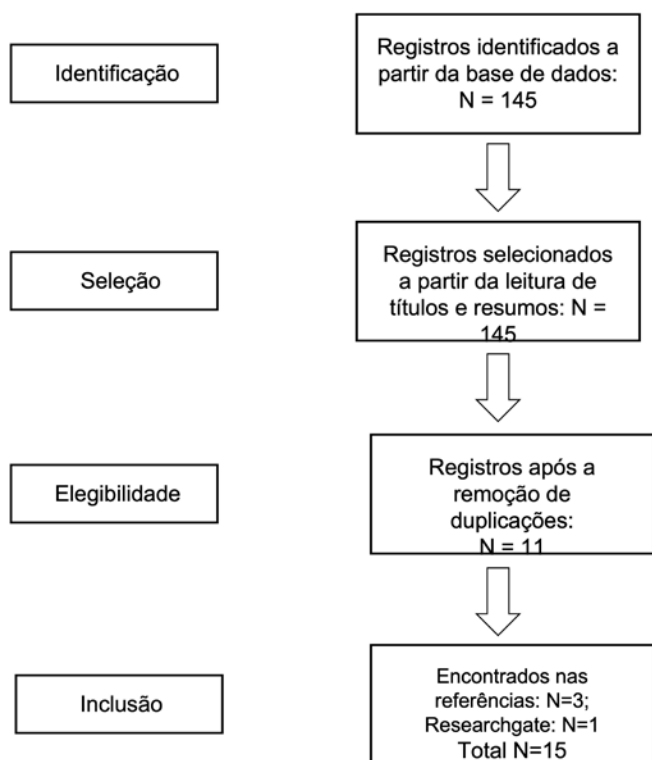 Identificação
Registros identificados a
partir da base de dados:
N = 145
Seleção
Registros selecionados
a partir da leitura de
títulos e resumos: N =
145
Elegibilidade
Registros após a
remoção de
duplicações:
N = 11
Inclusão
Encontrados nas
referências: N=3;
Researchgate: N=1
Total N=15